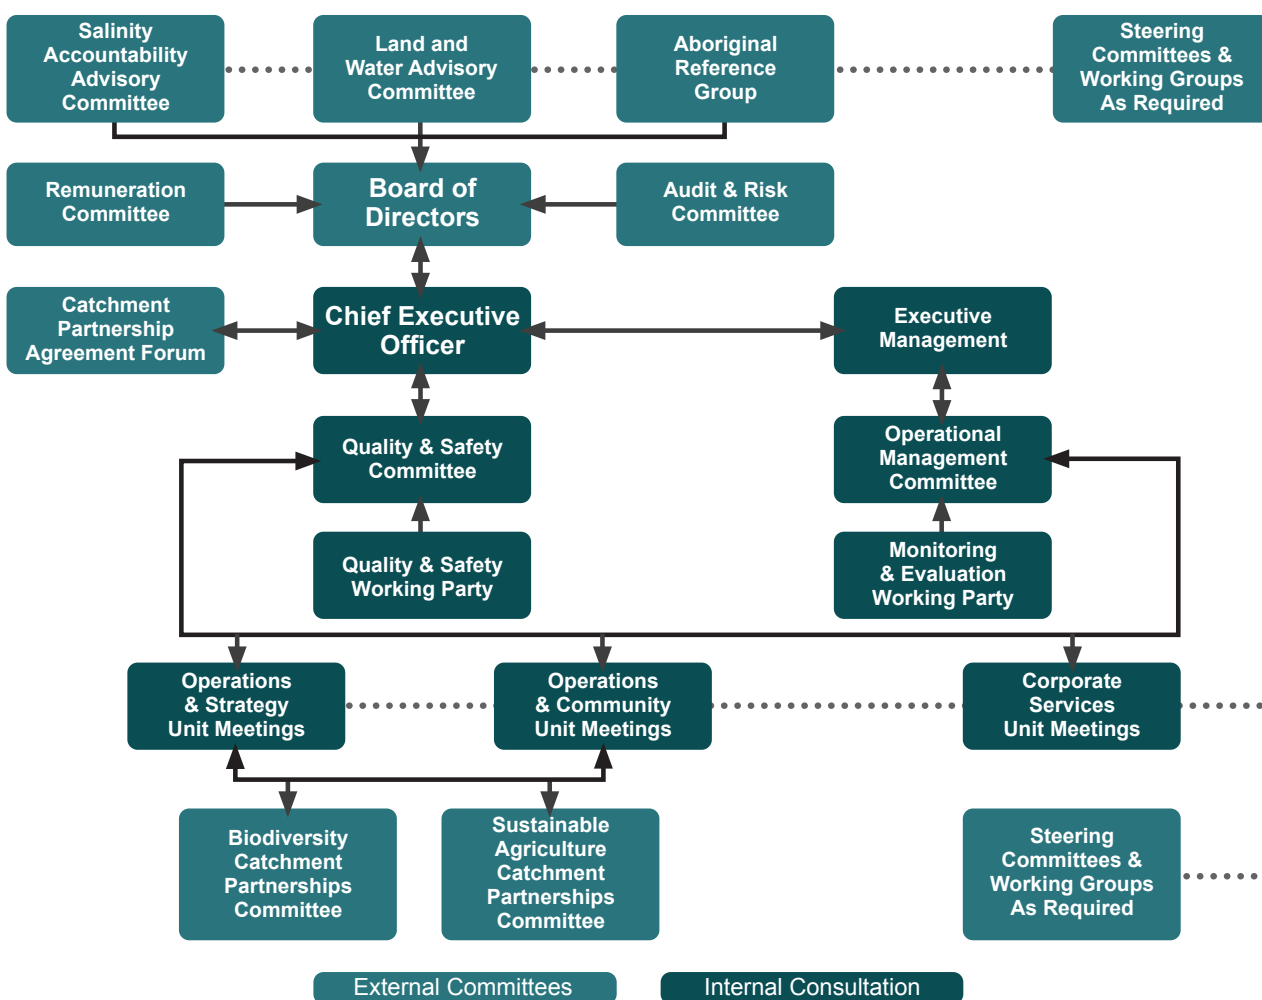 Salinity
Accountability
Advisory
Committee
Land and
Water Advisory
Committee
Aboriginal
Reference
Group
Steering
Committees &
Working Groups
As Required
Remuneration
Committee
Board of
Directors
Audit & Risk
Committee
Catchment
Partnership
Agreement Forum
Chief Executive
Officer
Executive
Management
Quality & Safety
Committee
Operational
Management
Committee
Quality & Safety
Working Party
Monitoring
& Evaluation
Working Party
Operations
& Strategy
Unit Meetings
Operations
& Community
Unit Meetings
Corporate
Services
Unit Meetings
Biodiversity
Catchment
Partnerships
Committee
Sustainable
Agriculture
Catchment
Partnerships
Committee
Steering
Committees &
Working Groups
As Required
External Committees
Internal Consultation